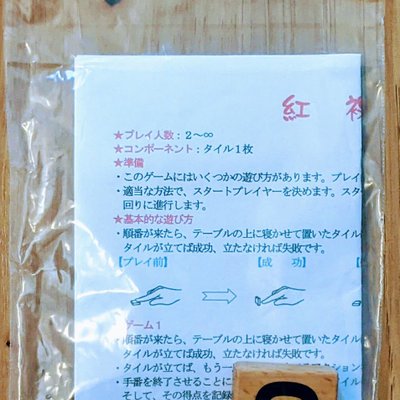 紅
★プレイ人数：２～∞
★コンポーネント：タイル１枚
★準備
・このゲームにはいくつかの遊び方があります。プレイ
・適当な方法で、スタートプレイヤーを決めます。スタ
回りに進行します。
★基本的な遊び方
・順番が来たら、テーブルの上に寝かせて置いたタイル
タイルが立てば成功、立たなければ失敗です。
【プレイ前】 【成 功】
ゲーム１
・順番が来たら、テーブルの上に寝かせて置いたタイル
タイルが立てば成功、立たなければ失敗です。
・タイルが立てば、もう一
・手番を終了させることに
そして、その得点を記録